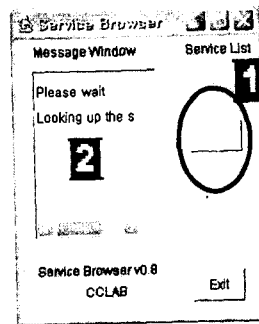 Service Browser
Message Window
Service List
1
Please wait
Looking up the s
2
Service Browser v0.8
CCLAB
Exit